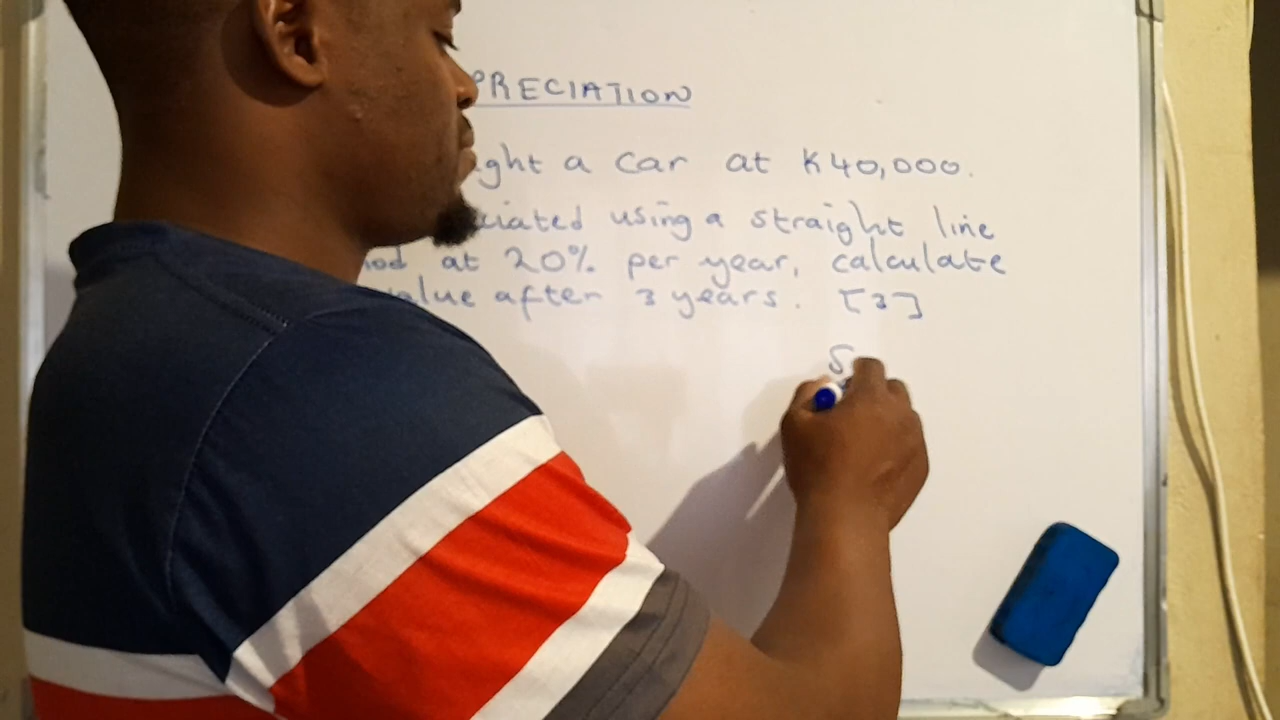 PRECIATION
ght a car at K40,000.
ciated using a straight line
hod at 20% per year, calculate
value after 3 years. [3]
S